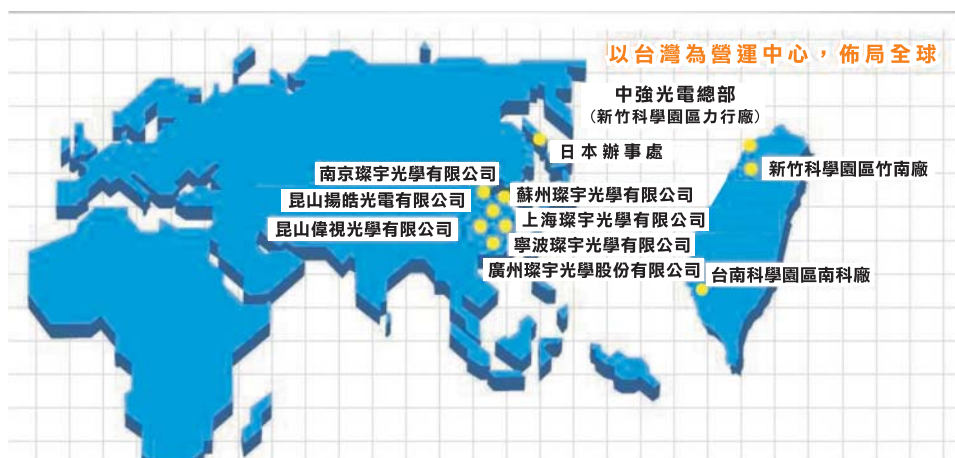 以台灣為營運中心，佈局全球
中強光電總部
（新竹科學園區力行廠）
日本辦事處
新竹科學園區竹南廠
南京璨宇光學有限公司
蘇州璨宇光學有限公司
昆山揚皓光電有限公司
上海璨宇光學有限公司
昆山偉視光學有限公司
寧波璨宇光學有限公司
廣州璨宇光學股份有限公司
台南科學園區南科廠